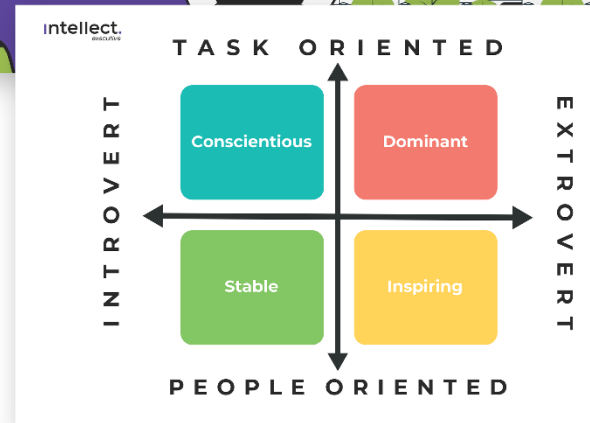 intellect.
executive
TASK ORIENTED
INTROVERT
Conscientious
Dominant
EXTROVERT
Stable
Inspiring
PEOPLE ORIENTED